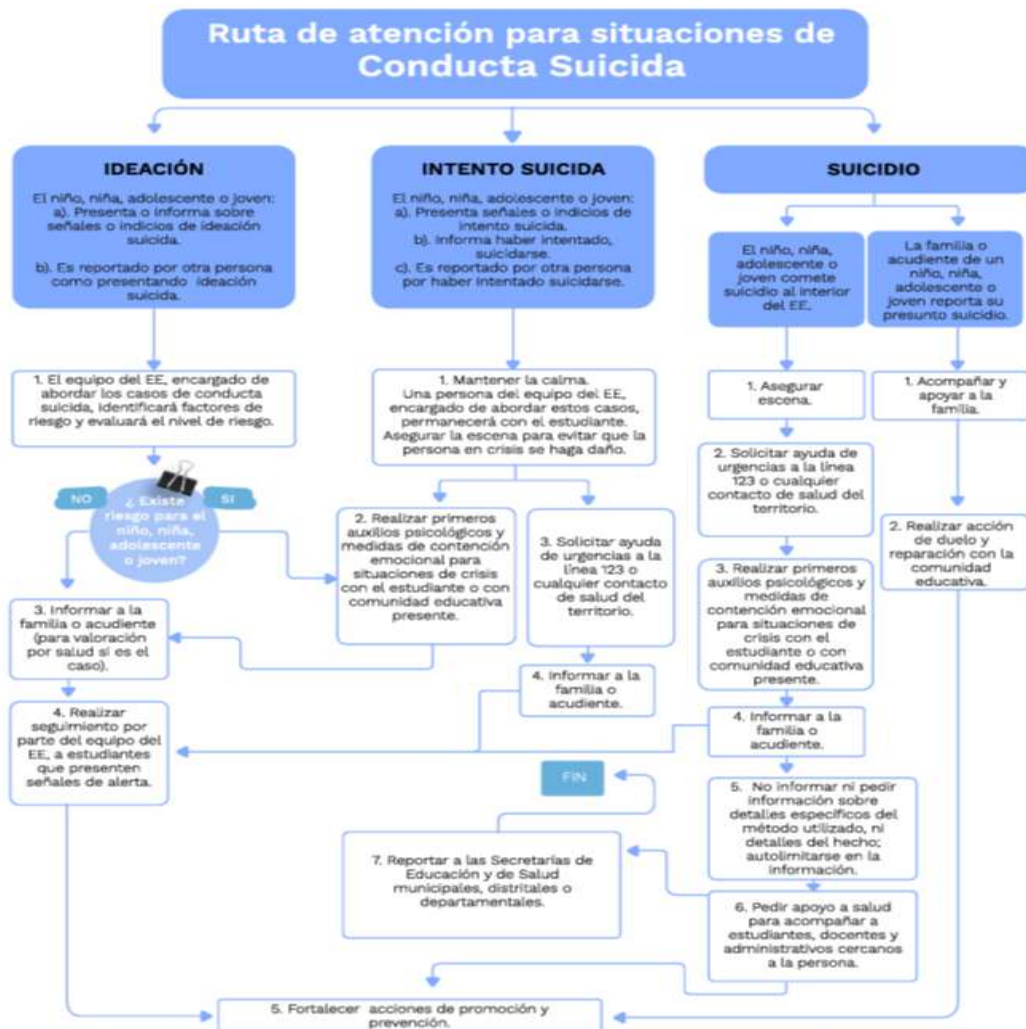 Ruta de atención para situaciones de
Conducta Suicida
IDEACIÓN
El niño, niña, adolescente o joven:
a). Presenta o informa sobre
señales o indicios de ideación
suicida.
b). Es reportado por otra persona
como presentando ideación
suicida.
INTENTO SUICIDA
El niño, niña, adolescente o joven:
a). Presenta señales o indicios de
intento suicida.
b). Informa haber intentado,
suicidarse.
c). Es reportado por otra persona
por haber intentado suicidarse.
SUICIDIO
El niño, niña,
adolescente o
joven comete
suicidio al interior
del EE.
La familia o
acudiente de un
niño, niña,
adolescente o
joven reporta su
presunto suicidio.
1. El equipo del EE, encargado de
abordar los casos de conducta
suicida, identificará factores de
riesgo y evaluará el nivel de riesgo.
NO
SI
¿ Existe
riesgo para el
niño, niña,
adolescente
o joven?
3. Informar a la
familia o acudiente
(para valoración
por salud si es el
caso).
4. Realizar
seguimiento por
parte del equipo del
EE, a estudiantes
que presenten
señales de alerta.
1. Mantener la calma.
Una persona del equipo del EE,
encargado de abordar estos casos,
permanecerá con el estudiante.
Asegurar la escena para evitar que la
persona en crisis se haga daño.
2. Realizar primeros
auxilios psicológicos y
medidas de contención
emocional para
situaciones de crisis
con el estudiante o con
comunidad educativa
presente.
3. Solicitar ayuda
de urgencias a la
línea 123 o
cualquier contacto
de salud del
territorio.
4. Informar a la
familia o
acudiente.
1. Asegurar
escena.
2. Solicitar ayuda de
urgencias a la línea
123 o cualquier
contacto de salud del
territorio.
3. Realizar primeros
auxilios psicológicos y
medidas de
contención emocional
para situaciones de
crisis con el
estudiante o con
comunidad educativa
presente.
4. Informar a la
familia o
acudiente.
5. No informar ni pedir
información sobre
detalles específicos del
método utilizado, ni
detalles del hecho;
autolimitarse en la
información.
6. Pedir apoyo a salud
para acompañar a
estudiantes, docentes y
administrativos cercanos
a la persona.
1. Acompañar y
apoyar a la
familia.
2. Realizar acción
de duelo y
reparación con la
comunidad
educativa.
FIN
7. Reportar a las Secretarías de
Educación y de Salud
municipales, distritales o
departamentales.
5. Fortalecer acciones de promoción y
prevención.